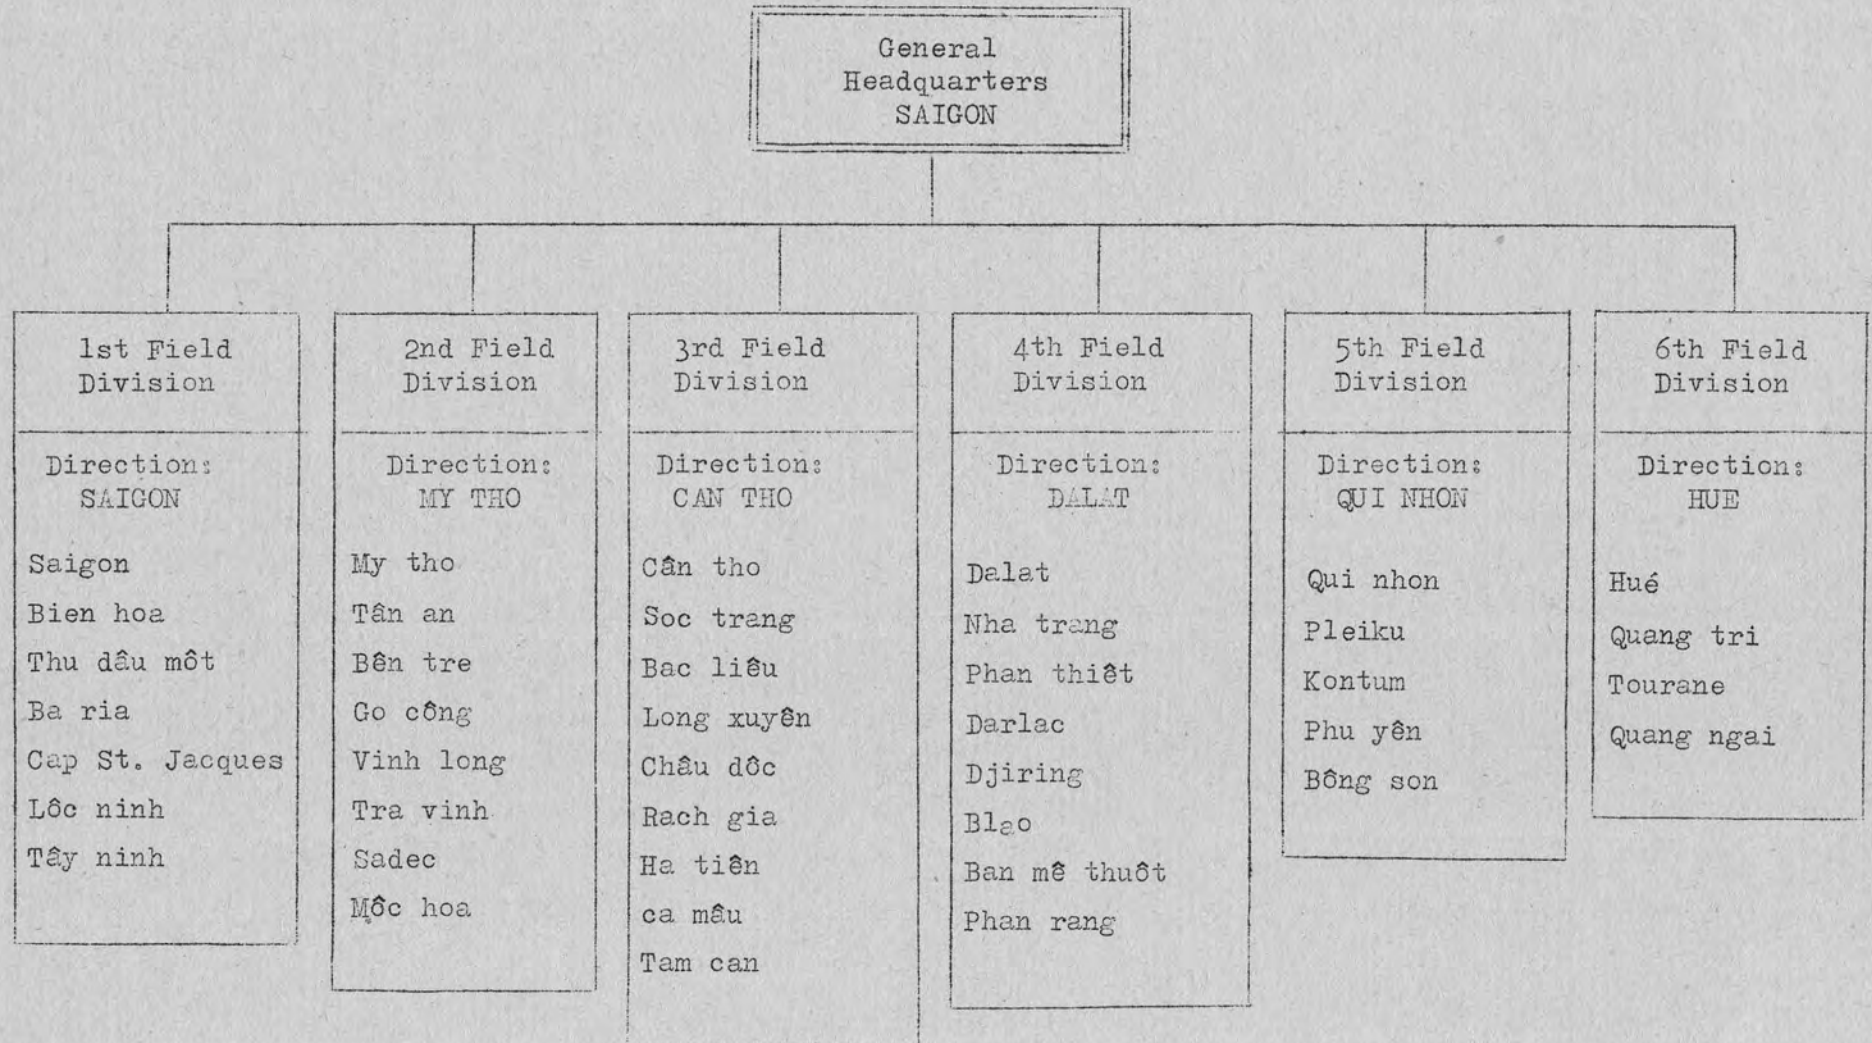 General
Headquarters
SAIGON
1st Field
Division
Direction:
SAIGON
Saigon
Bien hoa
Thu dâu môt
Ba ria
Cap St. Jacques
Lôc ninh
Tây ninh
2nd Field
Division
Direction:
MY THO
My tho
Tân an
Bên tre
Go công
Vinh long
Tra vinh
Sadec
Môc hoa
3rd Field
Division
Direction:
CAN THO
Cân tho
Soc trang
Bac liêu
Long xuyên
Châu dôc
Rach gia
Ha tiên
ca mâu
Tam can
4th Field
Division
Direction:
DALAT
Dalat
Nha trang
Phan thiêt
Darlac
Djiring
Blao
Ban mê thuôt
Phan rang
5th Field
Division
Direction:
QUI NHON
Qui nhon
Pleiku
Kontum
Phu yên
Bông son
6th Field
Division
Direction:
HUE
Hué
Quang tri
Tourane
Quang ngai